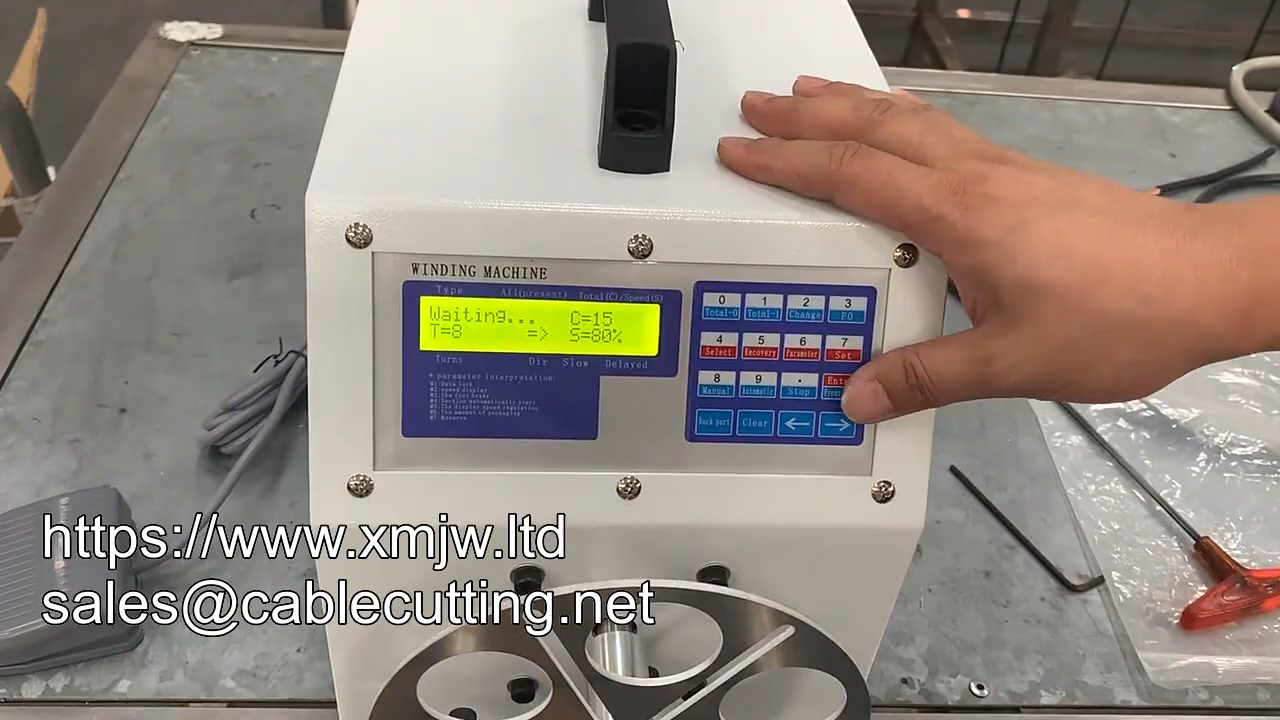 WINDING MACHINE
Type All(present) Total(C)/Speed(S)
Waiting... C=15
T=8 => S=80%
Turns Dir Slow Delayed
* parameter interpretation:
0 1 2 3
Total-0 Total-1 Change F0
4 5 6 7
Select Recovery Parameter Set
8 9 .
Manual Automatic Stop
Back part Clear ← →
https://www.xmjw.ltd
sales@cablecutting.net